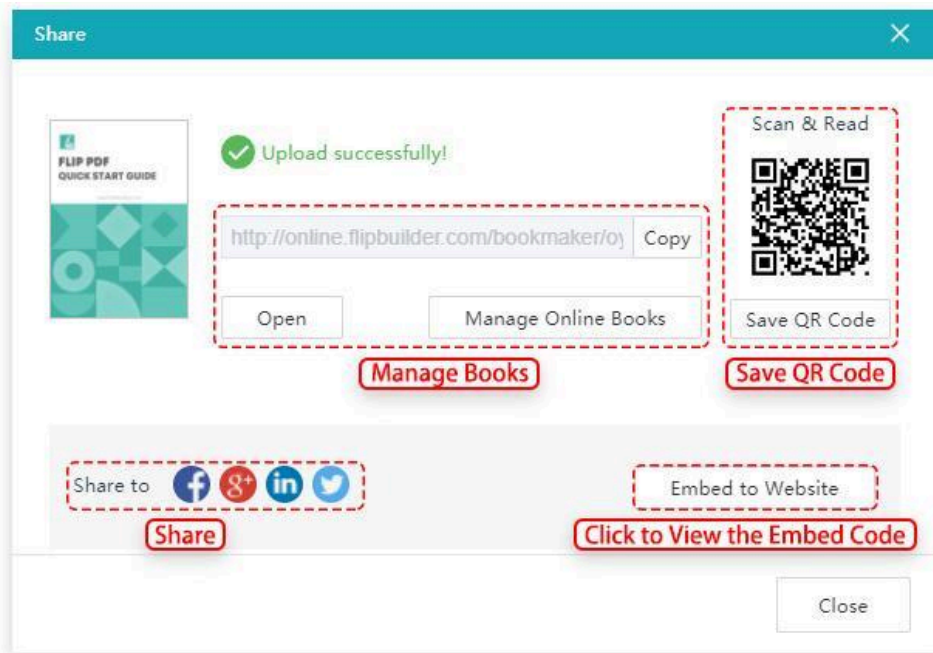 Share
Scan & Read
FLIP PDF
QUICK START GUIDE
Upload successfully!
http://online.flipbuilder.com/bookmaker/oy
Copy
Open
Manage Online Books
Save QR Code
Manage Books
Save QR Code
Share to
Embed to Website
Share
Click to View the Embed Code
Close